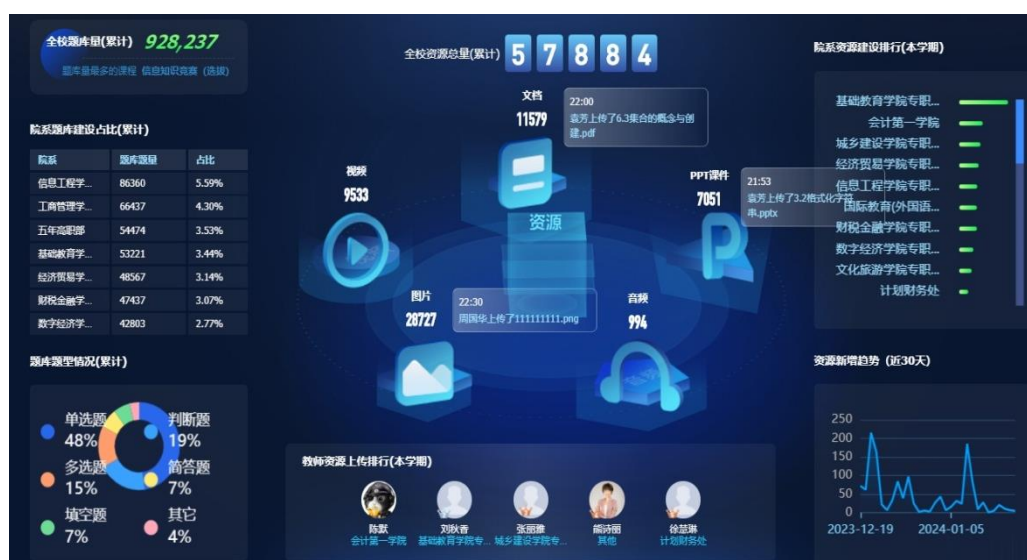 全校题库量(累计) 928,237
题库量最多的课程 信息知识竞赛 (选拔)
院系题库建设占比(累计)
院系 题库题量 占比
信息工程学... 86360 5.59%
工商管理学... 66437 4.30%
五年高职部 54474 3.53%
基础教育学... 53221 3.44%
经济贸易学... 48567 3.14%
财税金融学... 47437 3.07%
数字经济学... 42803 2.77%
题库题型情况(累计)
单选题 判断题
48% 19%
多选题 简答题
15% 7%
填空题 其它
7% 4%
全校资源总量(累计) 57884
文档
11579
22:00
袁芳上传了6.3集合的概念与创
建.pdf
视频
9533
PPT课件
7051
21:53
袁芳上传了3.2格式化字符
串.pptx
资源
图片
28727
22:30
周国华上传了111111111.png
音频
994
教师资源上传排行(本学期)
陈默 刘秋香 张丽雅 熊诗丽 徐楚琳
会计第一学院 基础教育学院专... 城乡建设学院专... 其他 计划财务处
院系资源建设排行(本学期)
基础教育学院专职...
会计第一学院
城乡建设学院专职...
经济贸易学院专职...
信息工程学院专职...
国际教育(外国语...
财税金融学院专职...
数字经济学院专职...
文化旅游学院专职...
计划财务处
资源新增趋势 (近30天)
250
200
150
100
50
0
2023-12-19 2024-01-05